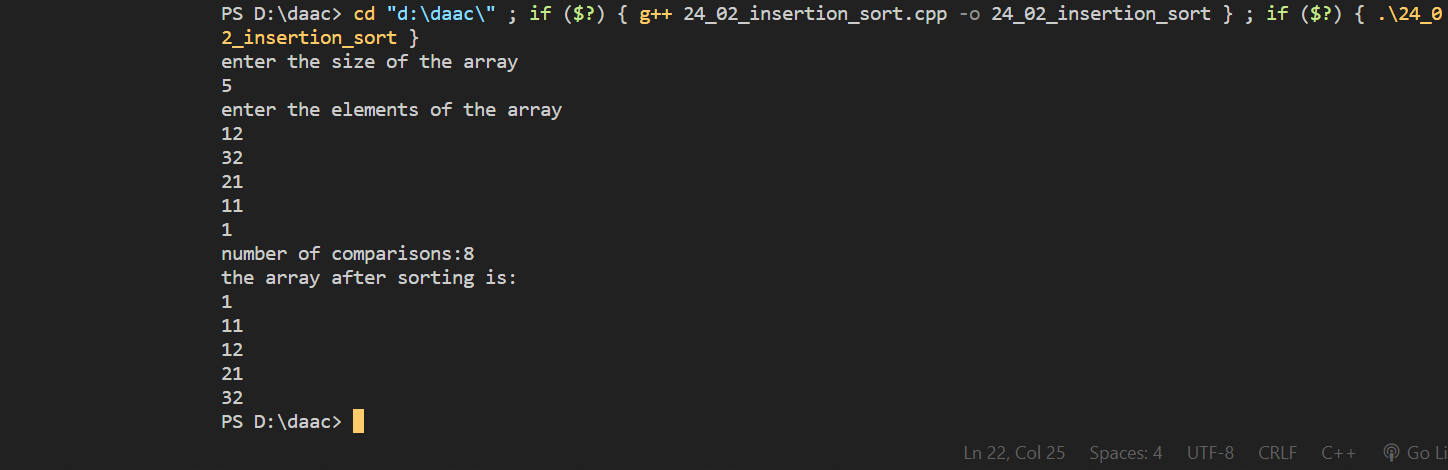 PS D:\daac> cd "d:\daac\" ; if ($?) { g++ 24_02_insertion_sort.cpp -o 24_02_insertion_sort } ; if ($?) { .\24_0
2_insertion_sort }
enter the size of the array
5
enter the elements of the array
12
32
21
11
1
number of comparisons:8
the array after sorting is:
1
11
12
21
32
PS D:\daac>
Ln 22, Col 25 Spaces: 4 UTF-8 CRLF C++ Go Li